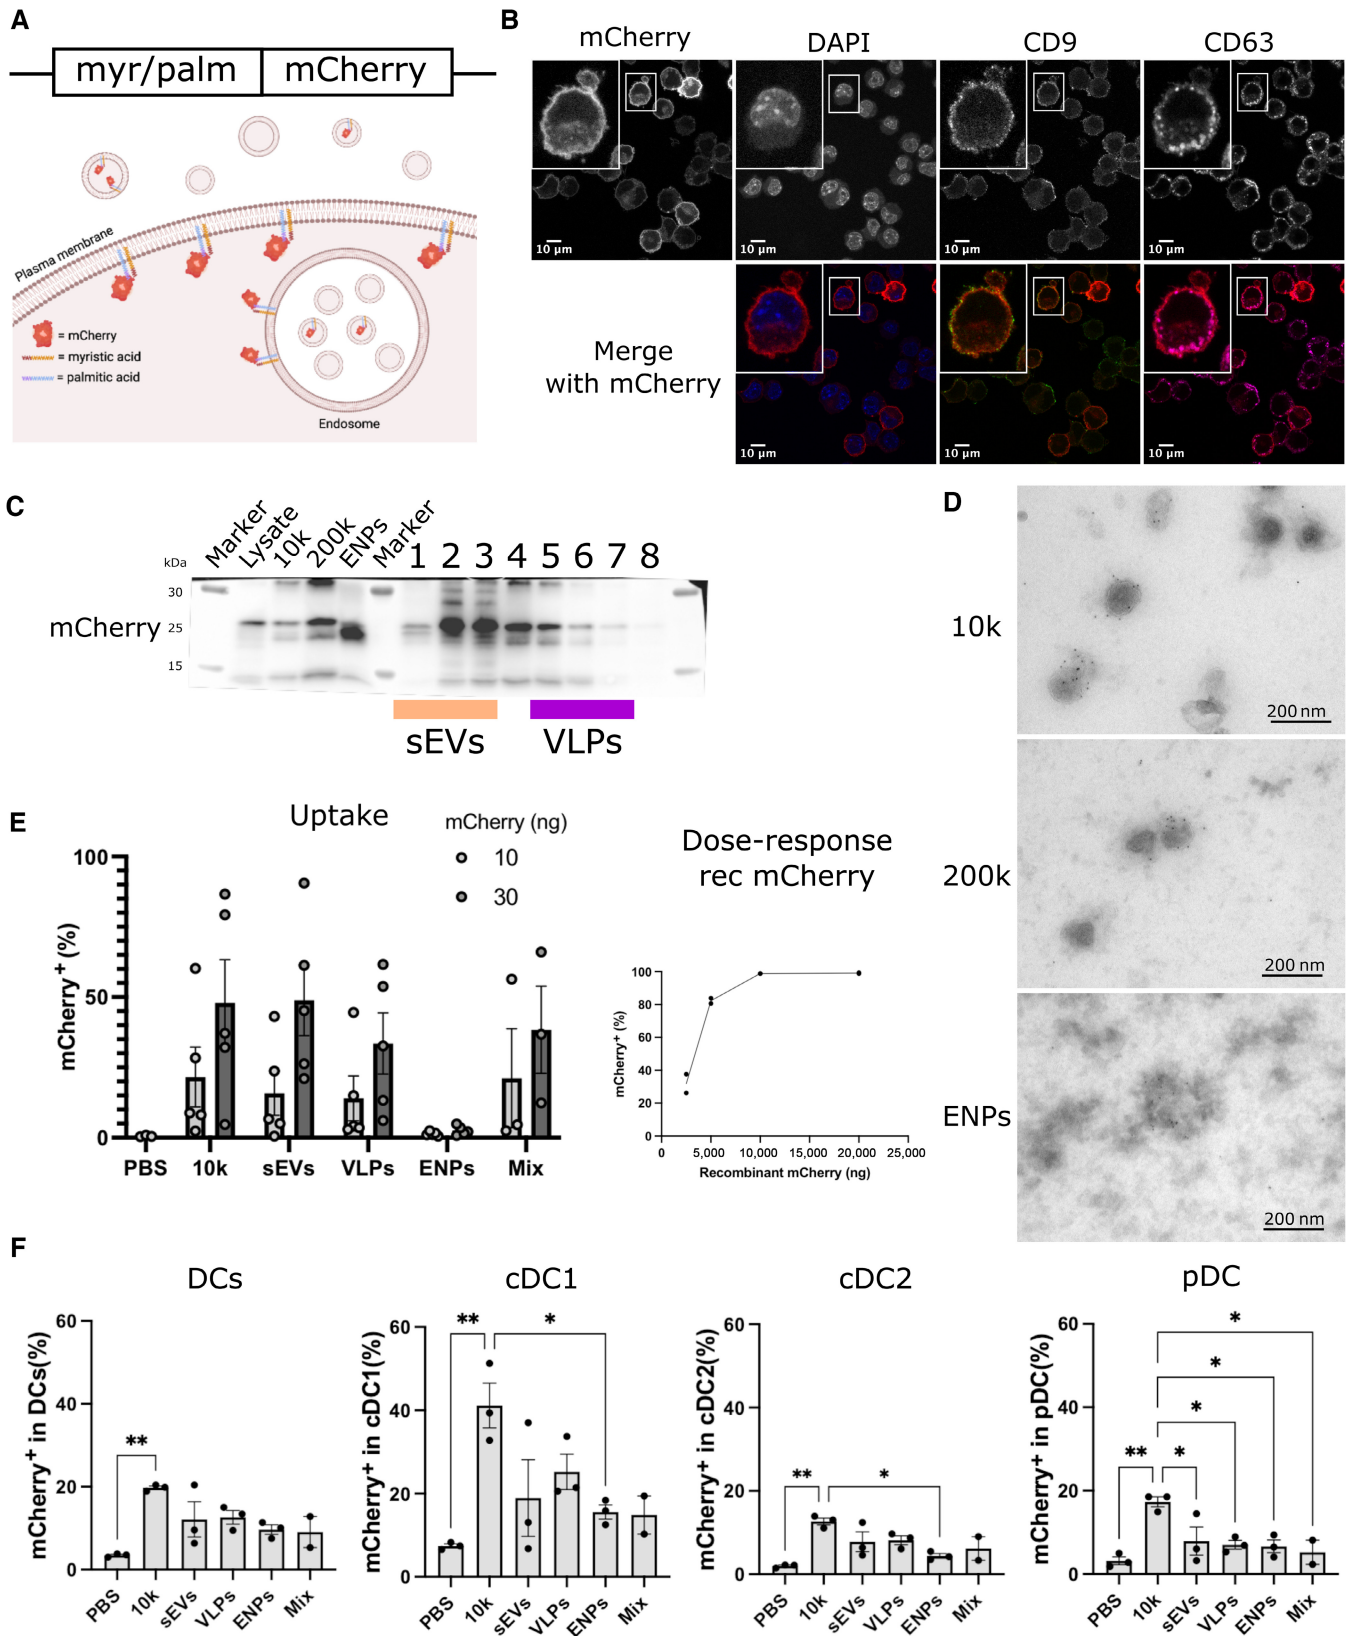 A
myr/palm
mCherry
Plasma membrane
= mCherry
= myristic acid
= palmitic acid
Endosome
B
mCherry
DAPI
CD9
CD63
10 µm
10 µm
10 µm
10 µm
Merge
with mCherry
10 µm
10 µm
10 µm
C
Marker
Lysate
10k
200k
ENPs
Marker
1 2 3 4 5 6 7 8
kDa
30
25
15
mCherry
sEVs
VLPs
D
10k
200 nm
200k
200 nm
ENPs
200 nm
E
Uptake
mCherry (ng)
10
30
mCherry⁺ (%)
100
50
0
PBS 10k sEVs VLPs ENPs Mix
Dose-response
rec mCherry
mCherry⁺ (%)
100
80
60
40
20
0
0 5,000 10,000 15,000 20,000 25,000
Recombinant mCherry (ng)
F
DCs
mCherry⁺ in DCs(%)
60
40
20
0
**
PBS 10k sEVs VLPs ENPs Mix
cDC1
mCherry⁺ in cDC1(%)
60
40
20
0
** *
PBS 10k sEVs VLPs ENPs Mix
cDC2
mCherry⁺ in cDC2(%)
60
40
20
0
** *
PBS 10k sEVs VLPs ENPs Mix
pDC
mCherry⁺ in pDC(%)
60
40
20
0
*
*
*
** *
PBS 10k sEVs VLPs ENPs Mix